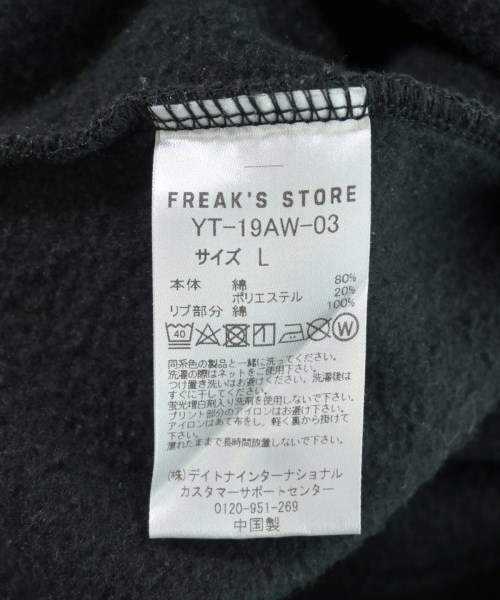 FREAK'S STORE
YT-19AW-03
サイズ L
本体 綿 80%
ポリエステル 20%
リブ部分 綿 100%
40 W
同系色の製品と一緒に洗ってください。
洗濯の際はネットをご使用ください。
つけ置き洗いはお避けください。洗濯後は
すぐに干してください。
蛍光増白剤入り洗剤を使用しないで下さい。
プリント部分のアイロンはお避け下さい。
アイロンはあて布をし、軽く裏から掛けて
下さい。
濡れたままで長時間放置しないで下さい。
(株)デイトナインターナショナル
カスタマーサポートセンター
0120-951-269
中国製